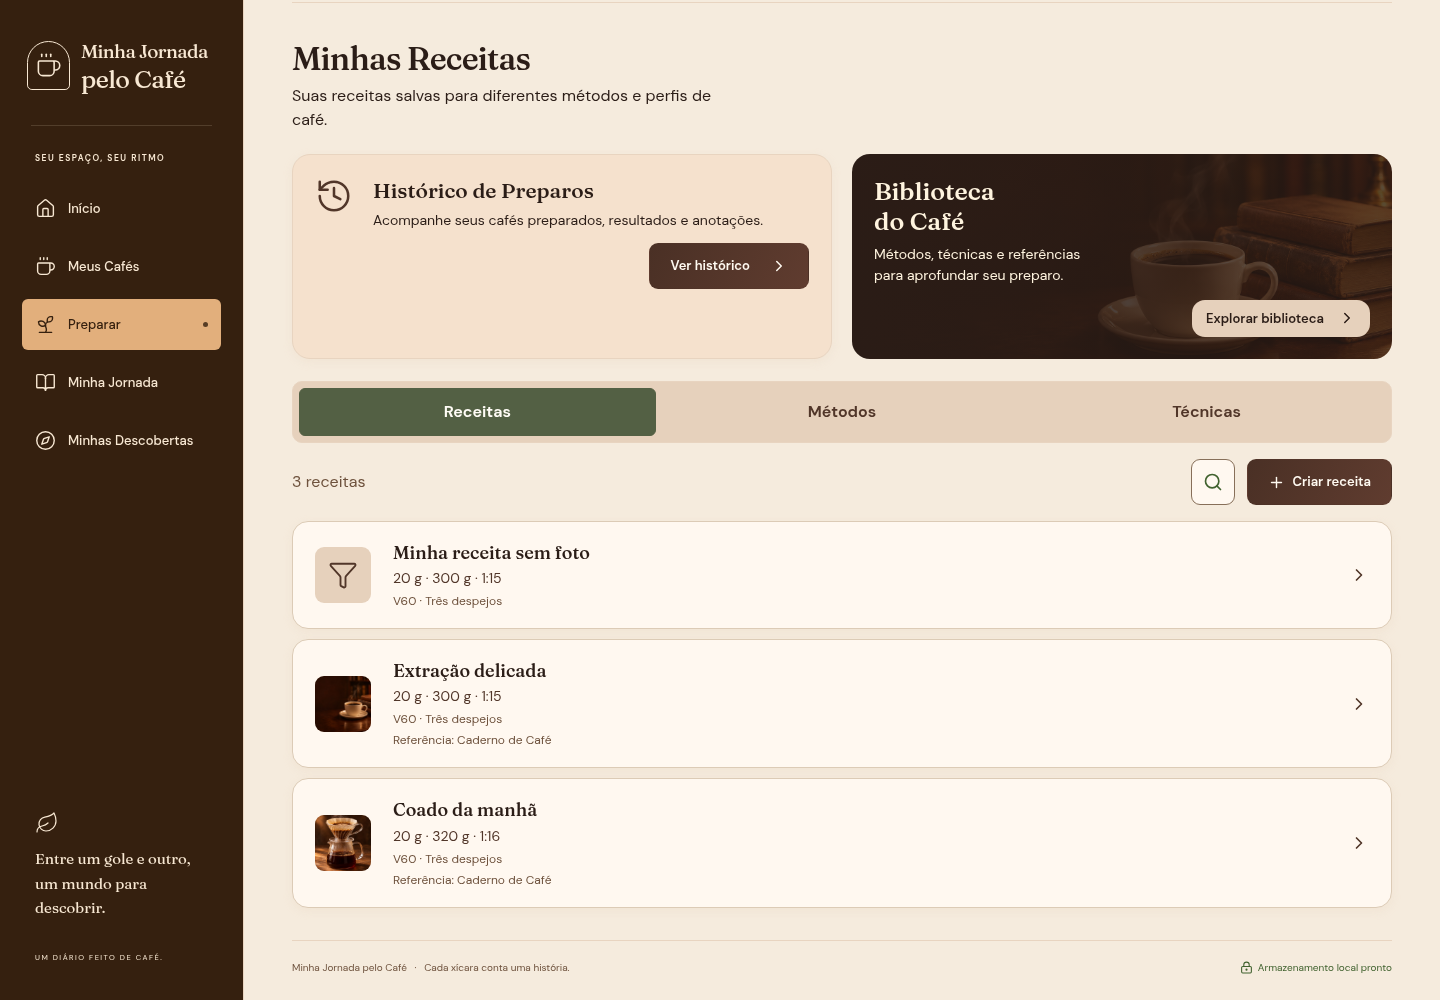 Minha Jornada
pelo Café
SEU ESPAÇO, SEU RITMO
Início
Meus Cafés
Preparar
Minha Jornada
Minhas Descobertas
Entre um gole e outro,
um mundo para
descobrir.
UM DIÁRIO FEITO DE CAFÉ.
Minhas Receitas
Suas receitas salvas para diferentes métodos e perfis de
café.
Histórico de Preparos
Acompanhe seus cafés preparados, resultados e anotações.
Ver histórico
Biblioteca
do Café
Métodos, técnicas e referências
para aprofundar seu preparo.
Explorar biblioteca
Receitas
Métodos
Técnicas
3 receitas
Criar receita
Minha receita sem foto
20 g · 300 g · 1:15
V60 · Três despejos
Extração delicada
20 g · 300 g · 1:15
V60 · Três despejos
Referência: Caderno de Café
Coado da manhã
20 g · 320 g · 1:16
V60 · Três despejos
Referência: Caderno de Café
Minha Jornada pelo Café · Cada xícara conta uma história.
Armazenamento local pronto